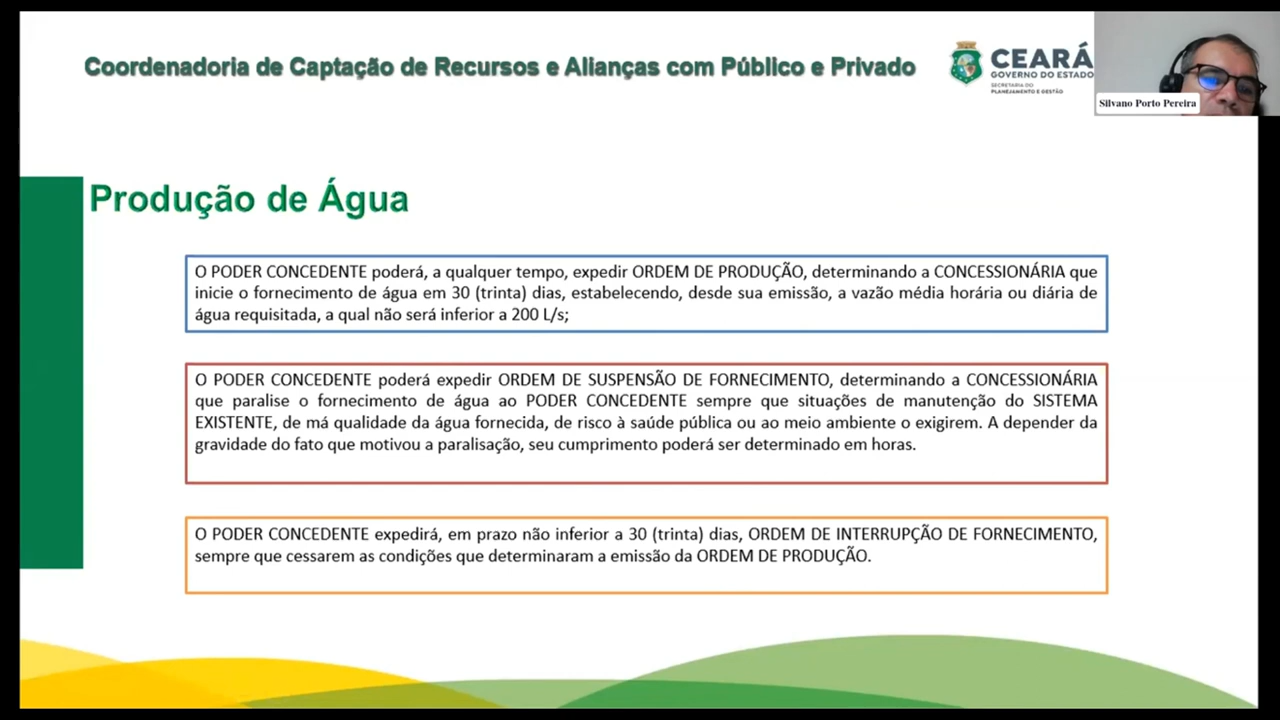 Coordenadoria de Captação de Recursos e Alianças com Público e Privado
CEARÁ
GOVERNO DO ESTADO
SECRETARIA DO
PLANEJAMENTO E GESTÃO
Silvano Porto Pereira
Produção de Água
O PODER CONCEDENTE poderá, a qualquer tempo, expedir ORDEM DE PRODUÇÃO, determinando a CONCESSIONÁRIA que
inicie o fornecimento de água em 30 (trinta) dias, estabelecendo, desde sua emissão, a vazão média horária ou diária de
água requisitada, a qual não será inferior a 200 L/s;
O PODER CONCEDENTE poderá expedir ORDEM DE SUSPENSÃO DE FORNECIMENTO, determinando a CONCESSIONÁRIA
que paralise o fornecimento de água ao PODER CONCEDENTE sempre que situações de manutenção do SISTEMA
EXISTENTE, de má qualidade da água fornecida, de risco à saúde pública ou ao meio ambiente o exigirem. A depender da
gravidade do fato que motivou a paralisação, seu cumprimento poderá ser determinado em horas.
O PODER CONCEDENTE expedirá, em prazo não inferior a 30 (trinta) dias, ORDEM DE INTERRUPÇÃO DE FORNECIMENTO,
sempre que cessarem as condições que determinaram a emissão da ORDEM DE PRODUÇÃO.